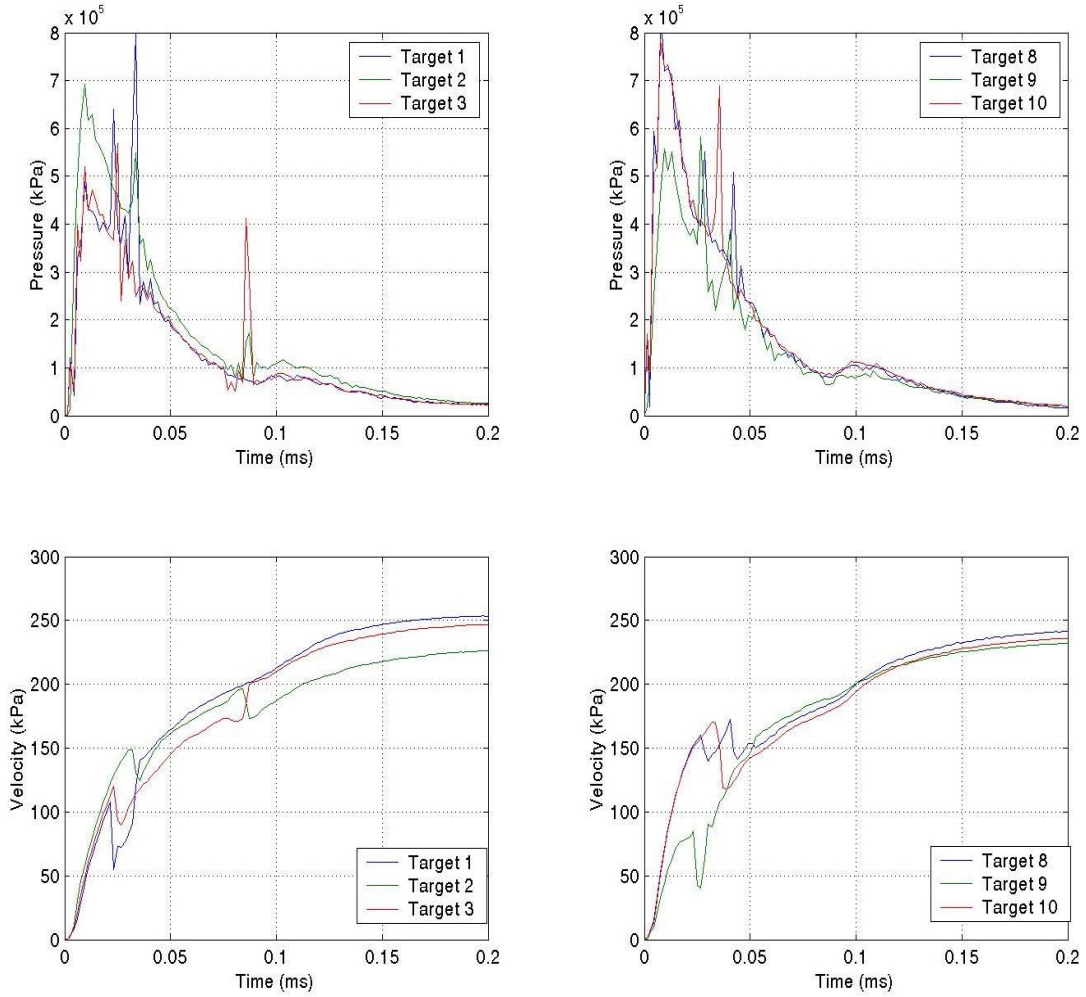 x 10^5
8
7
6
5
4
3
2
1
0
Pressure (kPa)
Target 1
Target 2
Target 3
0 0.05 0.1 0.15 0.2
Time (ms)
x 10^5
8
7
6
5
4
3
2
1
0
Pressure (kPa)
Target 8
Target 9
Target 10
0 0.05 0.1 0.15 0.2
Time (ms)
300
250
200
150
100
50
0
Velocity (kPa)
Target 1
Target 2
Target 3
0 0.05 0.1 0.15 0.2
Time (ms)
300
250
200
150
100
50
0
Velocity (kPa)
Target 8
Target 9
Target 10
0 0.05 0.1 0.15 0.2
Time (ms)